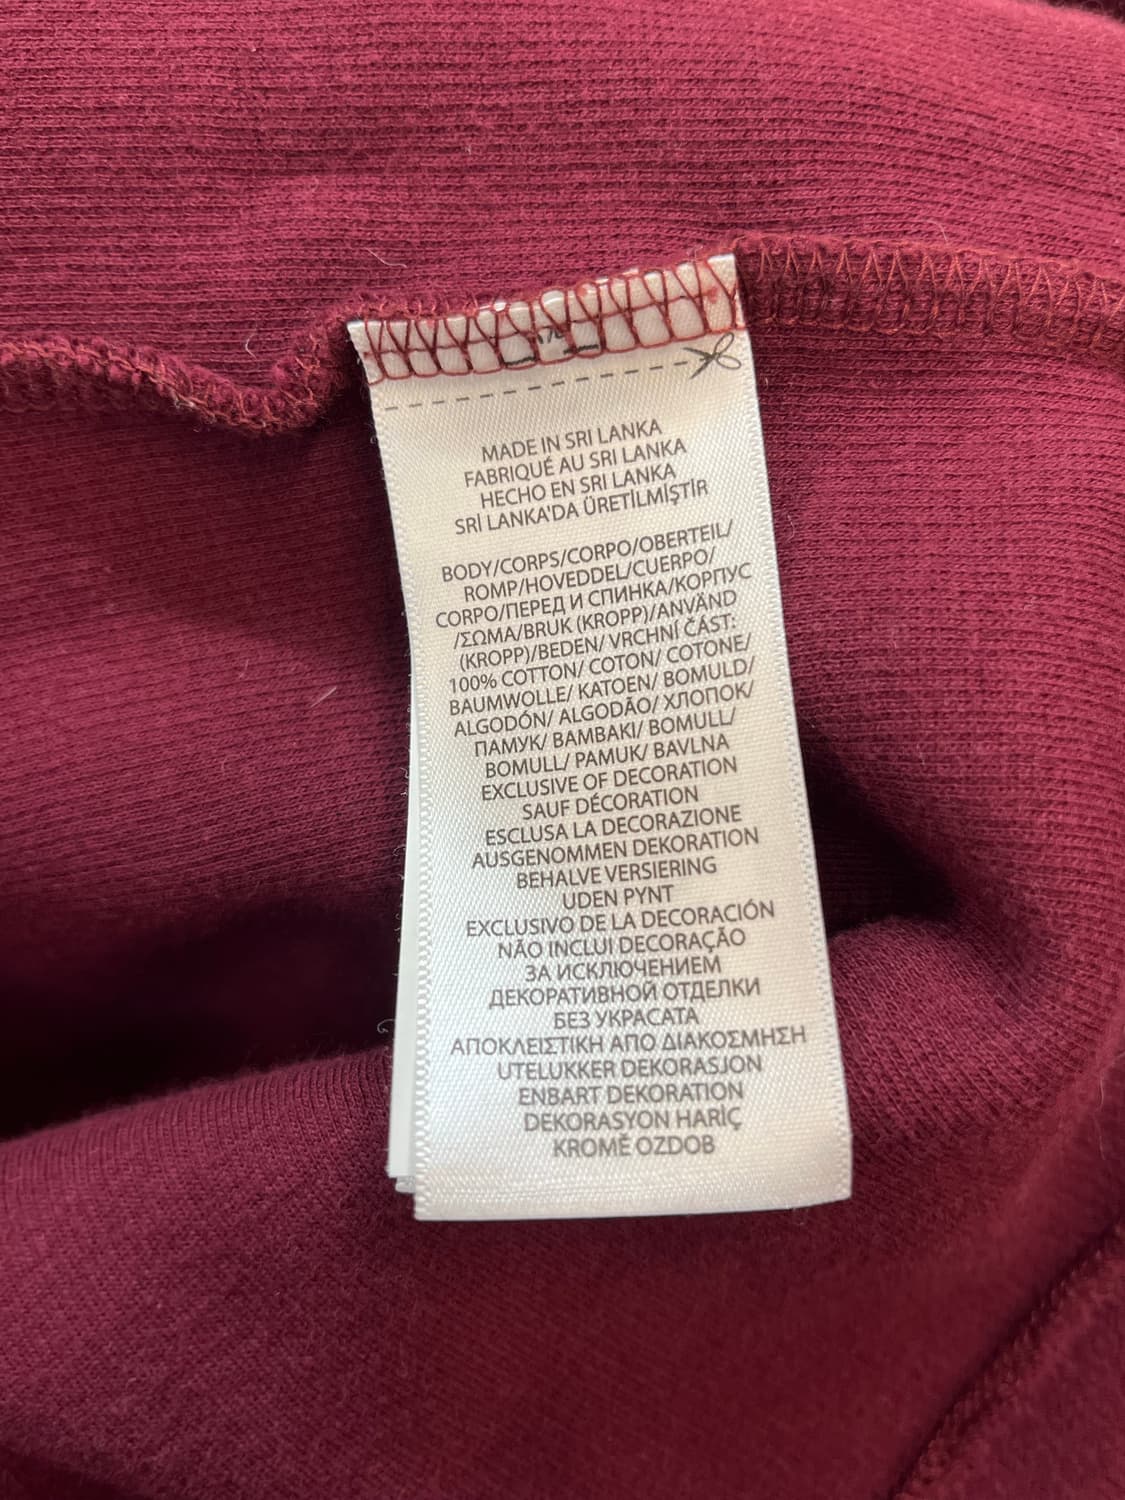 MADE IN SRI LANKA
FABRIQUÉ AU SRI LANKA
HECHO EN SRI LANKA
SRİ LANKA'DA ÜRETİLMİŞTİR
BODY/CORPS/CORPO/OBERTEIL/
ROMP/HOVEDDEL/CUERPO/
CORPO/ПЕРЕД И СПИНКА/КОРПУС
/ΣΩΜΑ/BRUK (KROPP)/ANVÄND
(KROPP)/BEDEN/ VRCHNÍ ČÁST:
100% COTTON/ COTON/ COTONE/
BAUMWOLLE/ KATOEN/ BOMULD/
ALGODÓN/ ALGODÃO/ ХЛОПОК/
ПАМУК/ BAMBAKI/ BOMULL/
BOMULL/ PAMUK/ BAVLNA
EXCLUSIVE OF DECORATION
SAUF DÉCORATION
ESCLUSA LA DECORAZIONE
AUSGENOMMEN DEKORATION
BEHALVE VERSIERING
UDEN PYNT
EXCLUSIVO DE LA DECORACIÓN
NÃO INCLUI DECORAÇÃO
ЗА ИСКЛЮЧЕНИЕМ
ДЕКОРАТИВНОЙ ОТДЕЛКИ
БЕЗ УКРАСАТА
ΑΠΟΚΛΕΙΣΤΙΚΗ ΑΠΟ ΔΙΑΚΟΣΜΗΣΗ
UTELUKKER DEKORASJON
ENBART DEKORATION
DEKORASYON HARİÇ
KROMĚ OZDOB